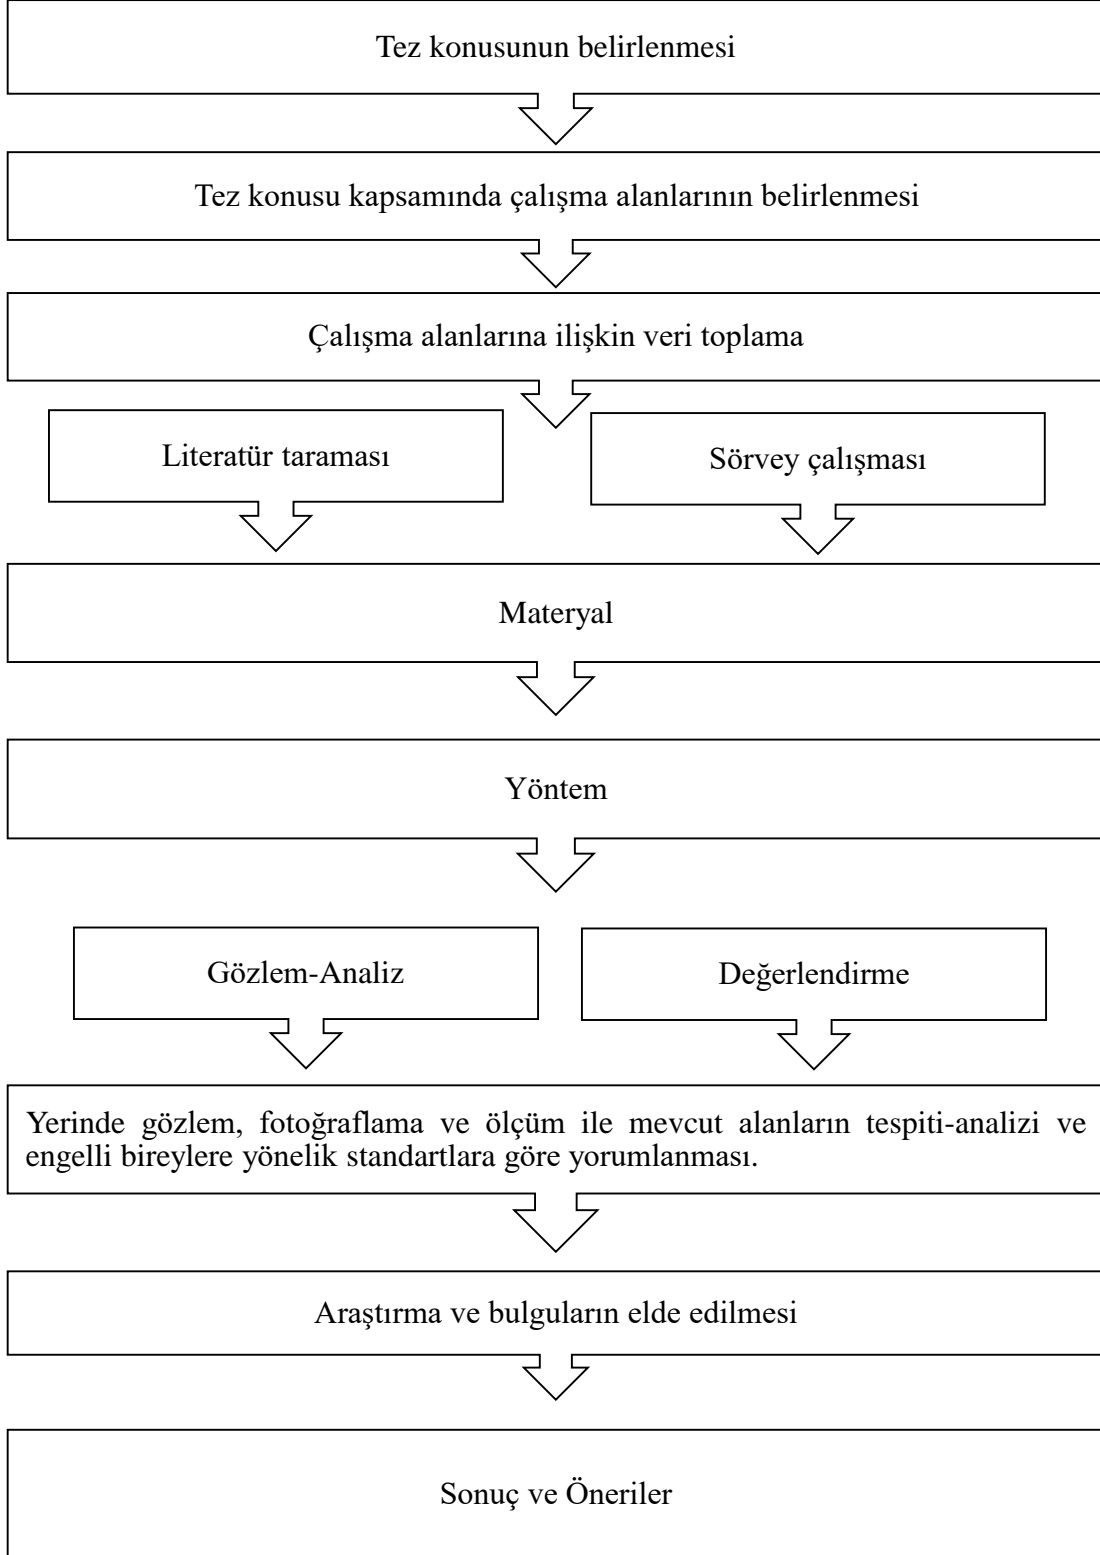 Tez konusunun belirlenmesi
Tez konusu kapsamında çalışma alanlarının belirlenmesi
Çalışma alanlarına ilişkin veri toplama
Literatür taraması
Sörvey çalışması
Materyal
Yöntem
Gözlem-Analiz
Değerlendirme
Yerinde gözlem, fotoğraflama ve ölçüm ile mevcut alanların tespiti-analizi ve
engelli bireylere yönelik standartlara göre yorumlanması.
Araştırma ve bulguların elde edilmesi
Sonuç ve Öneriler